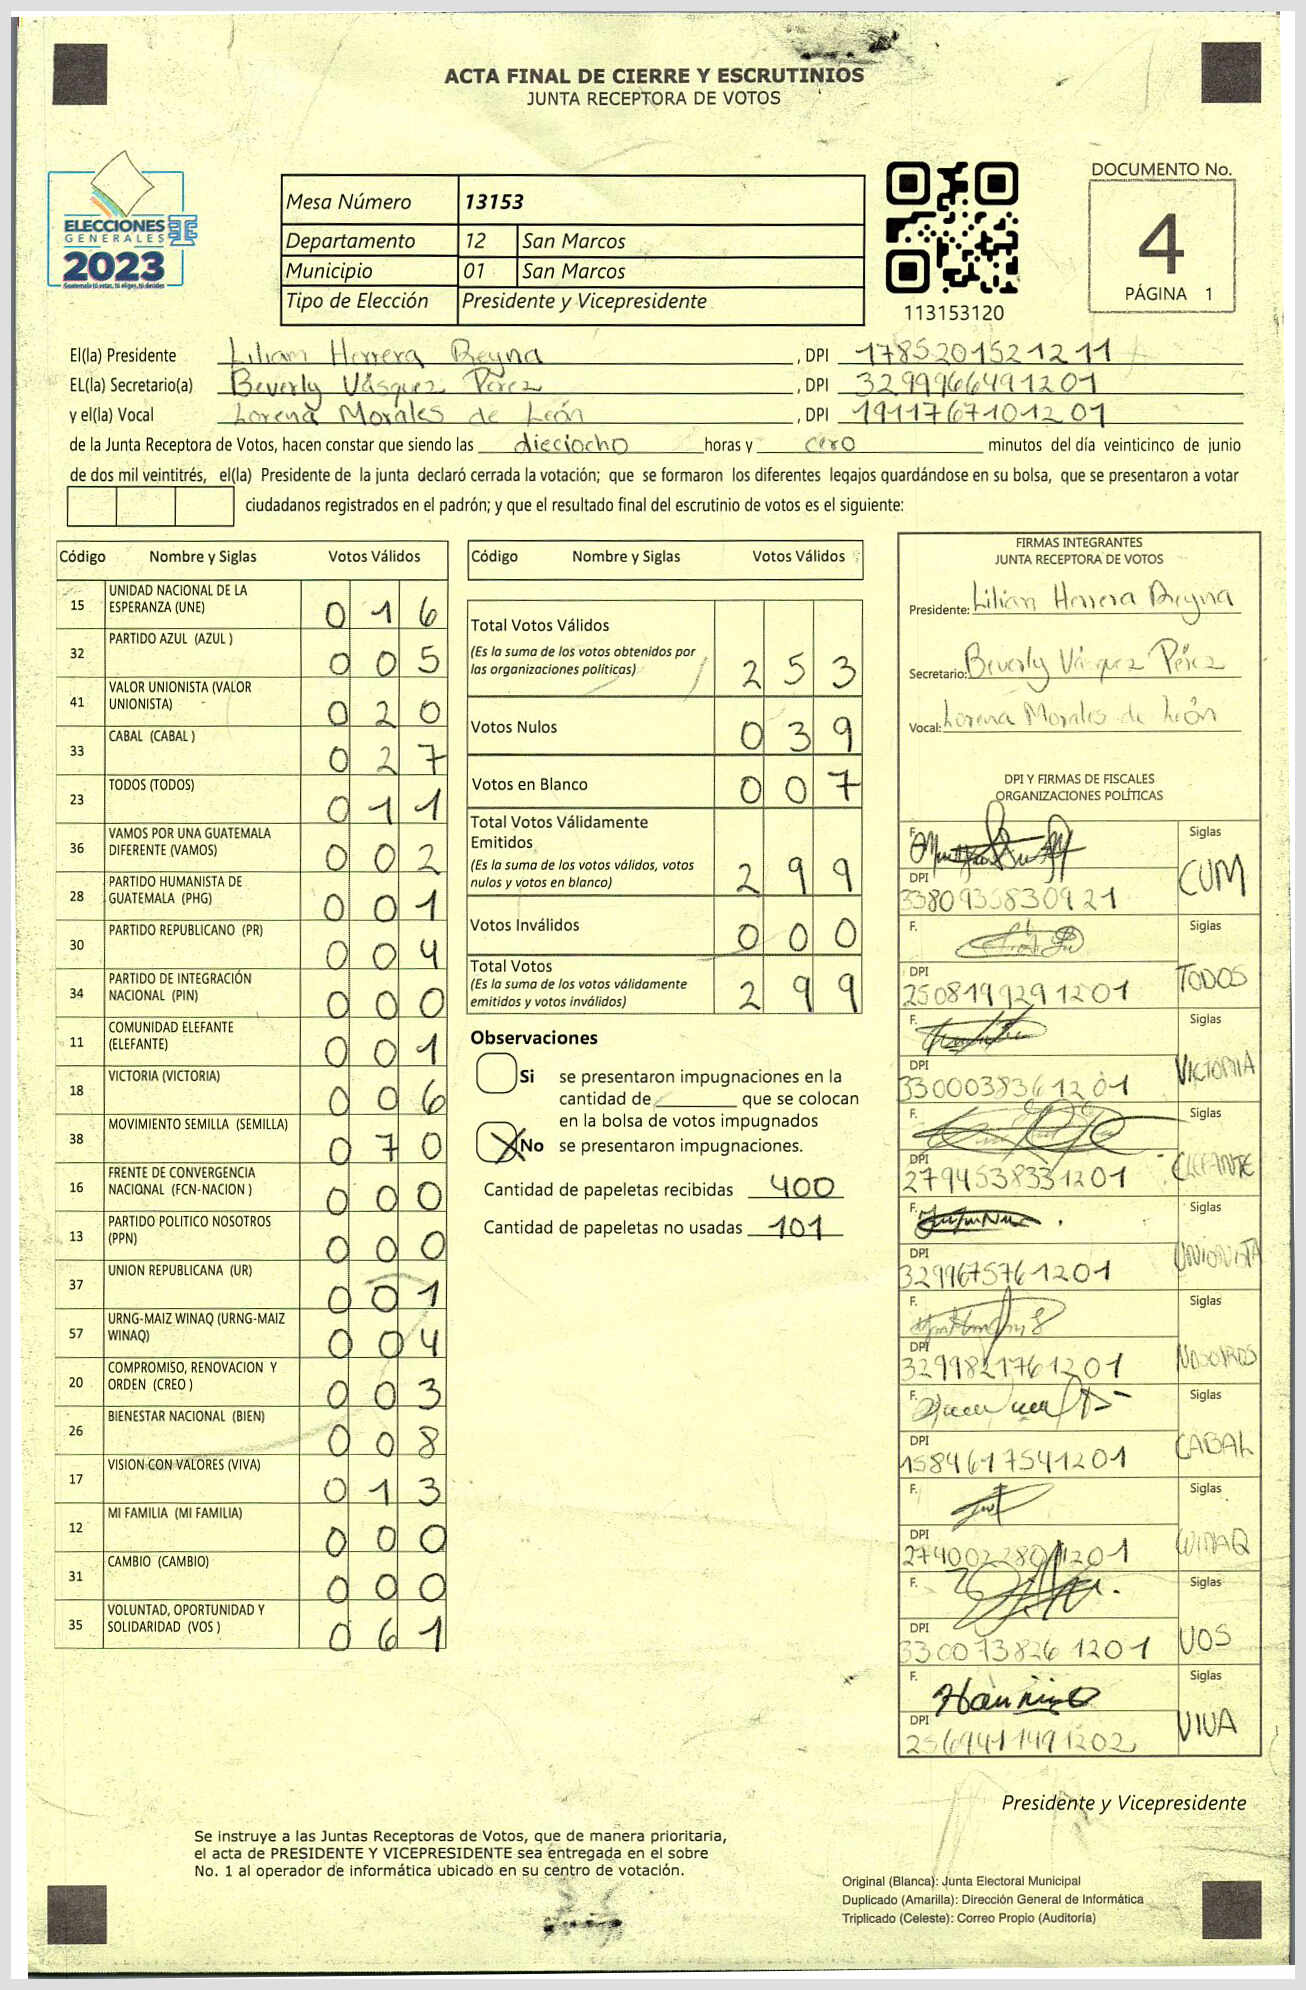 ACTA FINAL DE CIERRE Y ESCRUTINIOS
JUNTA RECEPTORA DE VOTOS
ELECCIONES
GENERALES
2023
Guatemala tú votas, tú eliges, tú decides
Mesa Número 13153
Departamento 12 San Marcos
Municipio 01 San Marcos
Tipo de Elección Presidente y Vicepresidente
113153120
DOCUMENTO No.
4
PÁGINA 1
El(la) Presidente Lilian Herrera Reyna , DPI 1785201521211
EL(la) Secretario(a) Beverly Vásquez Pérez , DPI 3299966491201
y el(la) Vocal Lorena Morales de León , DPI 1911767101201
de la Junta Receptora de Votos, hacen constar que siendo las dieciocho horas y cero minutos del día veinticinco de junio
de dos mil veintitrés, el(la) Presidente de la junta declaró cerrada la votación; que se formaron los diferentes legajos guardándose en su bolsa, que se presentaron a votar
ciudadanos registrados en el padrón; y que el resultado final del escrutinio de votos es el siguiente:
Código Nombre y Siglas Votos Válidos
15 UNIDAD NACIONAL DE LA ESPERANZA (UNE) 0 1 6
32 PARTIDO AZUL (AZUL ) 0 0 5
41 VALOR UNIONISTA (VALOR UNIONISTA) 0 2 0
33 CABAL (CABAL ) 0 2 7
23 TODOS (TODOS) 0 1 1
36 VAMOS POR UNA GUATEMALA DIFERENTE (VAMOS) 0 0 2
28 PARTIDO HUMANISTA DE GUATEMALA (PHG) 0 0 1
30 PARTIDO REPUBLICANO (PR) 0 0 4
34 PARTIDO DE INTEGRACIÓN NACIONAL (PIN) 0 0 0
11 COMUNIDAD ELEFANTE (ELEFANTE) 0 0 1
18 VICTORIA (VICTORIA) 0 0 6
38 MOVIMIENTO SEMILLA (SEMILLA) 0 7 0
16 FRENTE DE CONVERGENCIA NACIONAL (FCN-NACION ) 0 0 0
13 PARTIDO POLITICO NOSOTROS (PPN) 0 0 0
37 UNION REPUBLICANA (UR) 0 0 1
57 URNG-MAIZ WINAQ (URNG-MAIZ WINAQ) 0 0 4
20 COMPROMISO, RENOVACION Y ORDEN (CREO ) 0 0 3
26 BIENESTAR NACIONAL (BIEN) 0 0 8
17 VISION CON VALORES (VIVA) 0 1 3
12 MI FAMILIA (MI FAMILIA) 0 0 0
31 CAMBIO (CAMBIO) 0 0 0
35 VOLUNTAD, OPORTUNIDAD Y SOLIDARIDAD (VOS ) 0 6 1
Código Nombre y Siglas Votos Válidos
Total Votos Válidos
(Es la suma de los votos obtenidos por
las organizaciones políticas) 2 5 3
Votos Nulos 0 3 9
Votos en Blanco 0 0 7
Total Votos Válidamente
Emitidos
(Es la suma de los votos válidos, votos
nulos y votos en blanco) 2 9 9
Votos Inválidos 0 0 0
Total Votos
(Es la suma de los votos válidamente
emitidos y votos inválidos) 2 9 9
Observaciones
Si se presentaron impugnaciones en la
cantidad de ________ que se colocan
en la bolsa de votos impugnados
No se presentaron impugnaciones.
Cantidad de papeletas recibidas 400
Cantidad de papeletas no usadas 101
FIRMAS INTEGRANTES
JUNTA RECEPTORA DE VOTOS
Presidente: Lilian Herrera Reyna
Secretario: Beverly Vásquez Pérez
Vocal: Lorena Morales de León
DPI Y FIRMAS DE FISCALES
ORGANIZACIONES POLÍTICAS
F. Siglas
DPI CUM
3380935830921
F. Siglas
DPI TODOS
2508199291201
F. Siglas
DPI VICTORIA
3300038361201
F. Siglas
DPI ELEFANTE
2794538331201
F. Siglas
DPI UNIONISTA
3299675761201
F. Siglas
DPI NOSOTROS
3299821761201
F. Siglas
DPI CABAL
1584617541201
F. Siglas
DPI WINAQ
2740022801201
F. Siglas
DPI VOS
3300738261201
F. Siglas
DPI VIVA
2569411491202
Presidente y Vicepresidente
Se instruye a las Juntas Receptoras de Votos, que de manera prioritaria,
el acta de PRESIDENTE Y VICEPRESIDENTE sea entregada en el sobre
No. 1 al operador de informática ubicado en su centro de votación.
Original (Blanca): Junta Electoral Municipal
Duplicado (Amarilla): Dirección General de Informática
Triplicado (Celeste): Correo Propio (Auditoría)